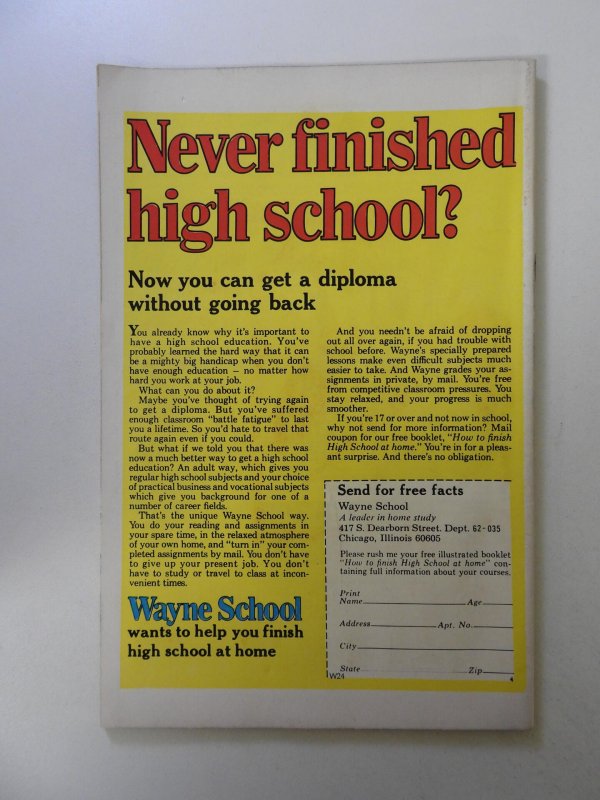 Never finished
high school?
Now you can get a diploma
without going back
You already know why it's important to
have a high school education. You've
probably learned the hard way that it can
be a mighty big handicap when you don't
have enough education — no matter how
hard you work at your job.
What can you do about it?
Maybe you've thought of trying again
to get a diploma. But you've suffered
enough classroom "battle fatigue" to last
you a lifetime. So you'd hate to travel that
route again even if you could.
But what if we told you that there was
now a much better way to get a high school
education? An adult way, which gives you
regular high school subjects and your choice
of practical business and vocational subjects
which give you background for one of a
number of career fields.
That's the unique Wayne School way.
You do your reading and assignments in
your spare time, in the relaxed atmosphere
of your own home, and "turn in" your com-
pleted assignments by mail. You don't have
to give up your present job. You don't
have to study or travel to class at incon-
venient times.
Wayne School
wants to help you finish
high school at home
And you needn't be afraid of dropping
out all over again, if you had trouble with
school before. Wayne's specially prepared
lessons make even difficult subjects much
easier to take. And Wayne grades your as-
signments in private, by mail. You're free
from competitive classroom pressures. You
stay relaxed, and your progress is much
smoother.
If you're 17 or over and not now in school,
why not send for more information? Mail
coupon for our free booklet, "How to finish
High School at home." You're in for a pleas-
ant surprise. And there's no obligation.
Send for free facts
Wayne School
A leader in home study
417 S. Dearborn Street, Dept. 62-035
Chicago, Illinois 60605
Please rush me your free illustrated booklet
"How to finish High School at home" con-
taining full information about your courses.
Print
Name Age
Address Apt. No.
City
State Zip
W24 4